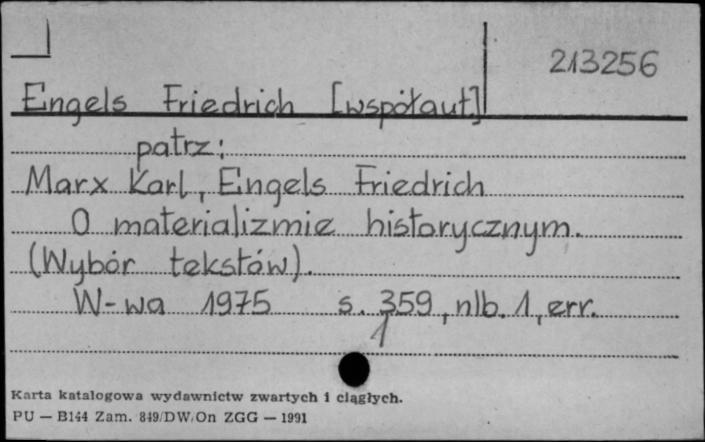 213256
Engels Friedrich [współaut.]
patrz:
Marx Karl, Engels Friedrich
O materializmie historycznym.
(Wybór tekstów).
W-wa 1975 s. 359, nlb. 1, err.
1
Karta katalogowa wydawnictw zwartych i ciągłych.
PU — B144 Zam. 849/DW/On ZGG — 1991